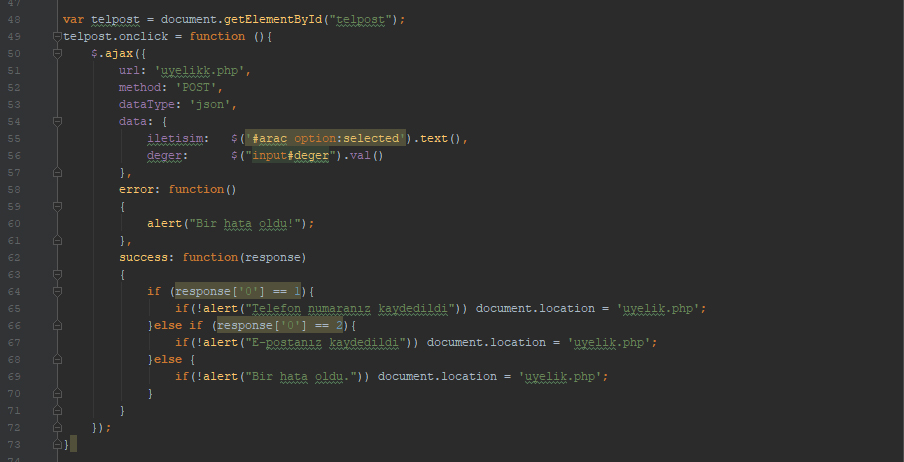 47
48 var telpost = document.getElementById("telpost");
49 telpost.onclick = function (){
50 $.ajax({
51 url: 'uyelikk.php',
52 method: 'POST',
53 dataType: 'json',
54 data: {
55 iletisim: $('#arac option:selected').text(),
56 deger: $("input#deger").val()
57 },
58 error: function()
59 {
60 alert("Bir hata oldu!");
61 },
62 success: function(response)
63 {
64 if (response['0'] == 1){
65 if(!alert("Telefon numaranız kaydedildi")) document.location = 'uyelik.php';
66 }else if (response['0'] == 2){
67 if(!alert("E-postanız kaydedildi")) document.location = 'uyelik.php';
68 }else {
69 if(!alert("Bir hata oldu.")) document.location = 'uyelik.php';
70 }
71 }
72 });
73 }
74